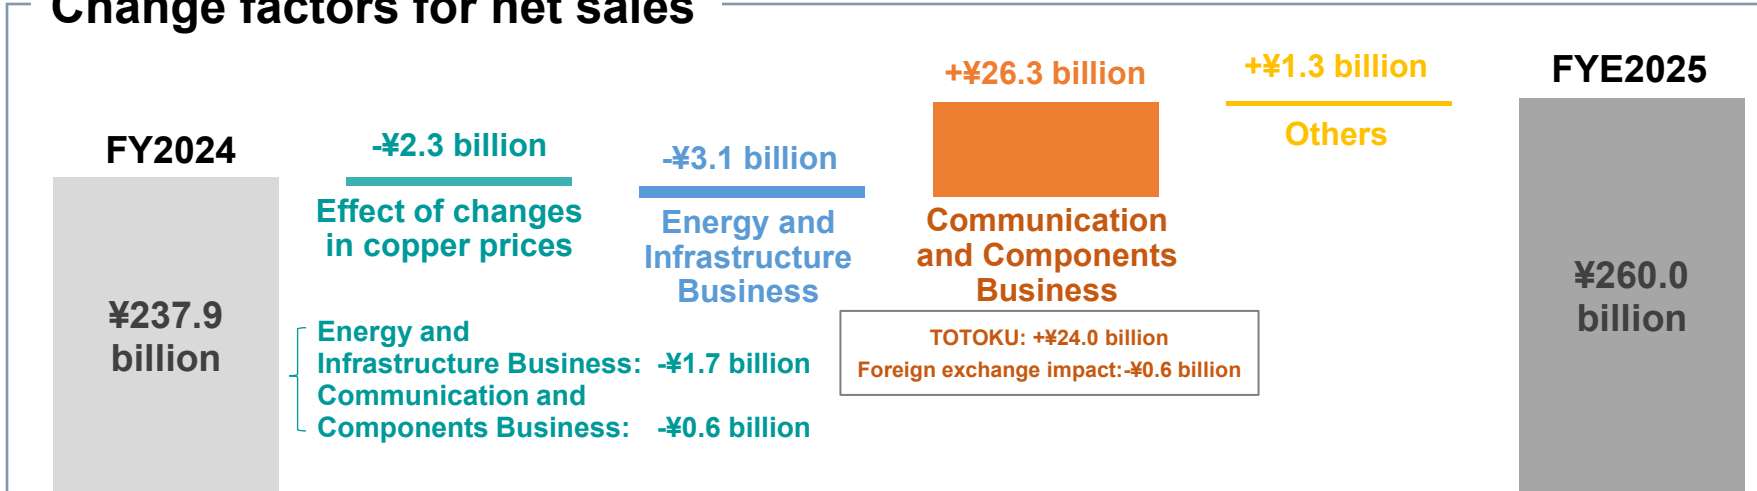 Change factors for net sales
FY2024
¥237.9
billion
-¥2.3 billion
Effect of changes
in copper prices
Energy and
Infrastructure Business: -¥1.7 billion
Communication and
Components Business: -¥0.6 billion
-¥3.1 billion
Energy and
Infrastructure
Business
+¥26.3 billion
Communication
and Components
Business
TOTOKU: +¥24.0 billion
Foreign exchange impact:-¥0.6 billion
+¥1.3 billion
Others
FYE2025
¥260.0
billion